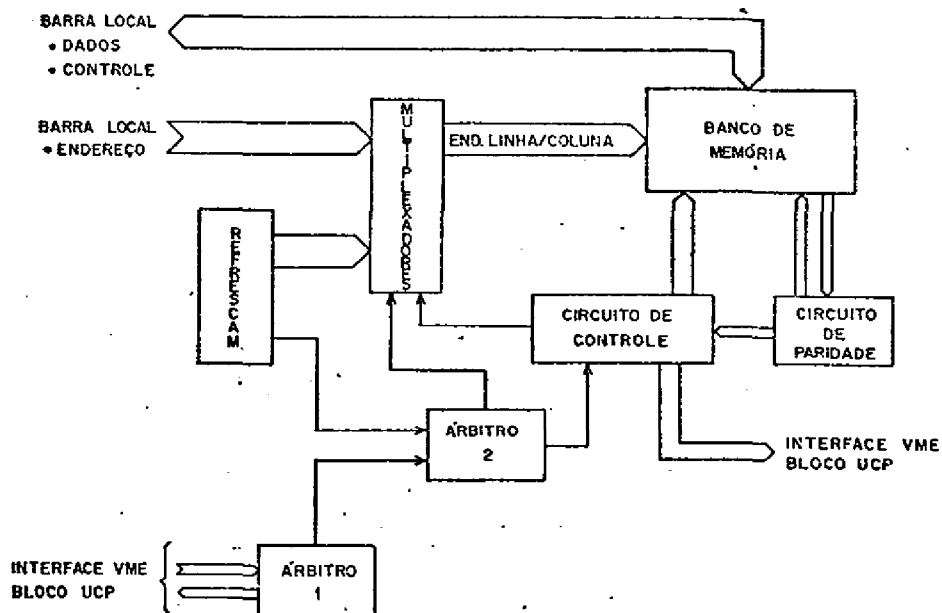 BARRA LOCAL
• DADOS
• CONTROLE
BARRA LOCAL
• ENDEREÇO
MULTIPLEXADORES
END. LINHA/COLUNA
BANCO DE
MEMÓRIA
REFRESCAM
CIRCUITO DE
CONTROLE
CIRCUITO
DE
PARIDADE
ÁRBITRO
2
INTERFACE VME
BLOCO UCP
INTERFACE VME
BLOCO UCP
ÁRBITRO
1